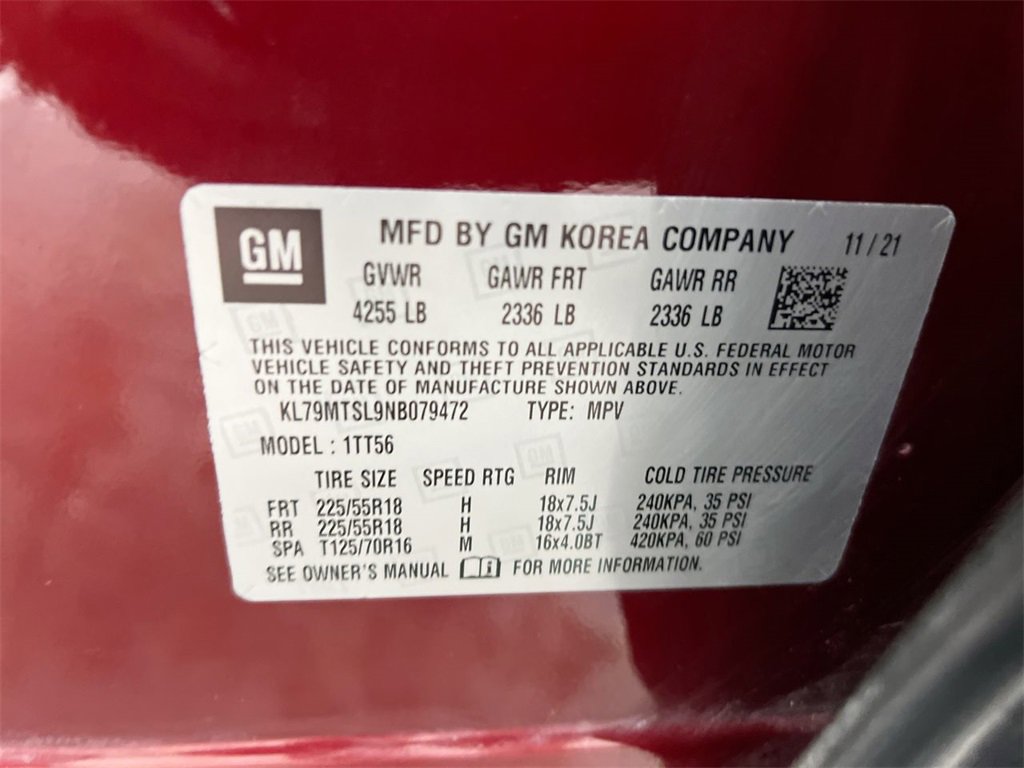 GM
MFD BY GM KOREA COMPANY 11/21
GVWR GAWR FRT GAWR RR
4255 LB 2336 LB 2336 LB
THIS VEHICLE CONFORMS TO ALL APPLICABLE U.S. FEDERAL MOTOR
VEHICLE SAFETY AND THEFT PREVENTION STANDARDS IN EFFECT
ON THE DATE OF MANUFACTURE SHOWN ABOVE.
KL79MTSL9NB079472 TYPE: MPV
MODEL : 1TT56
TIRE SIZE SPEED RTG RIM COLD TIRE PRESSURE
FRT 225/55R18 H 18x7.5J 240KPA, 35 PSI
RR 225/55R18 H 18x7.5J 240KPA, 35 PSI
SPA T125/70R16 M 16x4.0BT 420KPA, 60 PSI
SEE OWNER'S MANUAL FOR MORE INFORMATION.